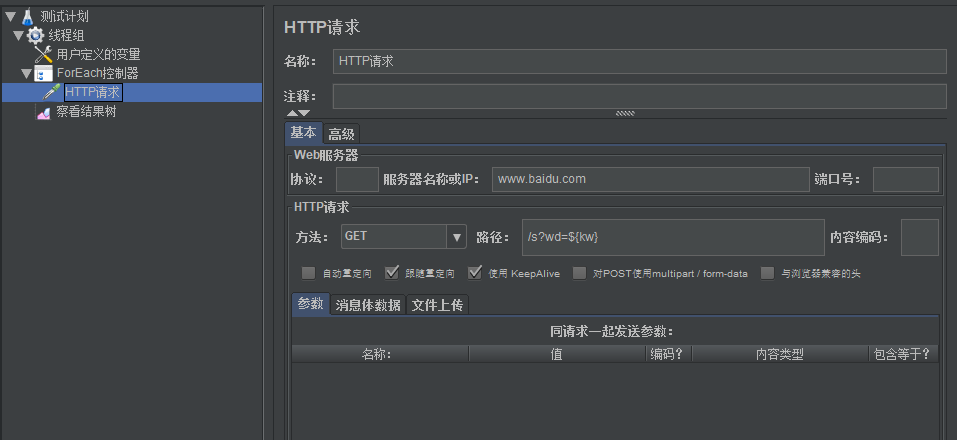 测试计划
线程组
用户定义的变量
ForEach控制器
HTTP请求
察看结果树
HTTP请求
名称： HTTP请求
注释：
基本 高级
Web服务器
协议： 服务器名称或IP： www.baidu.com 端口号：
HTTP请求
方法： GET 路径： /s?wd=${kw} 内容编码：
自动重定向 跟随重定向 使用 KeepAlive 对POST使用multipart / form-data 与浏览器兼容的头
参数 消息体数据 文件上传
同请求一起发送参数：
名称： 值 编码？ 内容类型 包含等于？